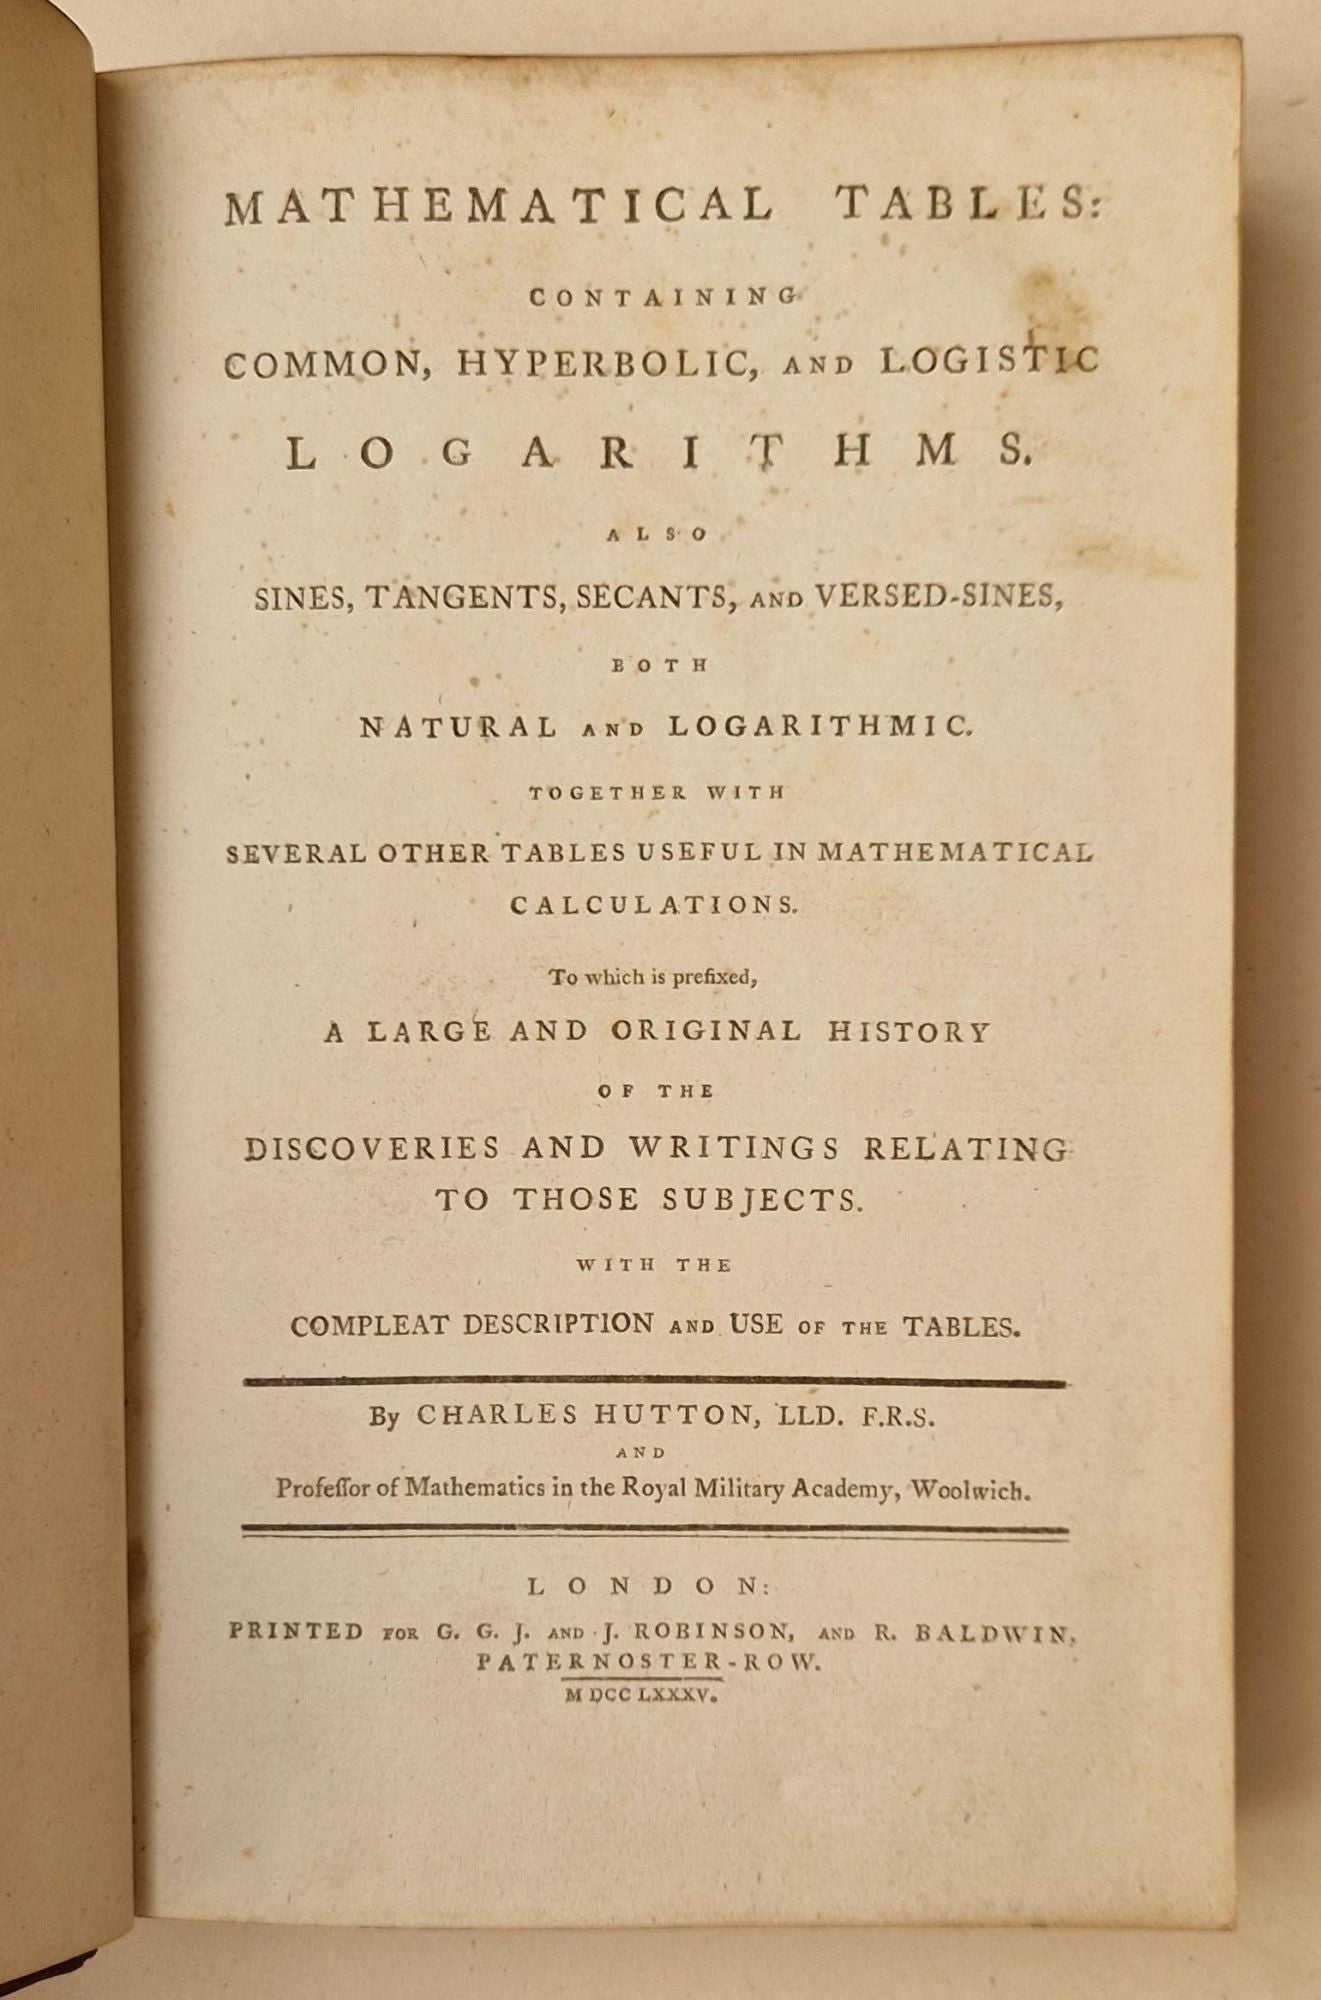 MATHEMATICAL TABLES:
CONTAINING
COMMON, HYPERBOLIC, AND LOGISTIC
LOGARITHMS.
ALSO
SINES, TANGENTS, SECANTS, AND VERSED-SINES,
BOTH
NATURAL AND LOGARITHMIC.
TOGETHER WITH
SEVERAL OTHER TABLES USEFUL IN MATHEMATICAL
CALCULATIONS.
To which is prefixed,
A LARGE AND ORIGINAL HISTORY
OF THE
DISCOVERIES AND WRITINGS RELATING
TO THOSE SUBJECTS.
WITH THE
COMPLEAT DESCRIPTION AND USE OF THE TABLES.
By CHARLES HUTTON, LLD. F.R.S.
AND
Profeſſor of Mathematics in the Royal Military Academy, Woolwich.
LONDON:
PRINTED FOR G. G. J. AND J. ROBINSON, AND R. BALDWIN,
PATERNOSTER-ROW.
MDCCLXXXV.